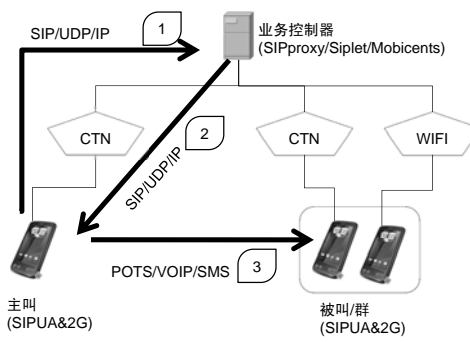 SIP/UDP/IP
1
业务控制器
(SIPproxy/Siplet/Mobicents)
CTN
2
SIP/UDP/IP
CTN
WIFI
POTS/VOIP/SMS
3
主叫
(SIPUA&2G)
被叫/群
(SIPUA&2G)